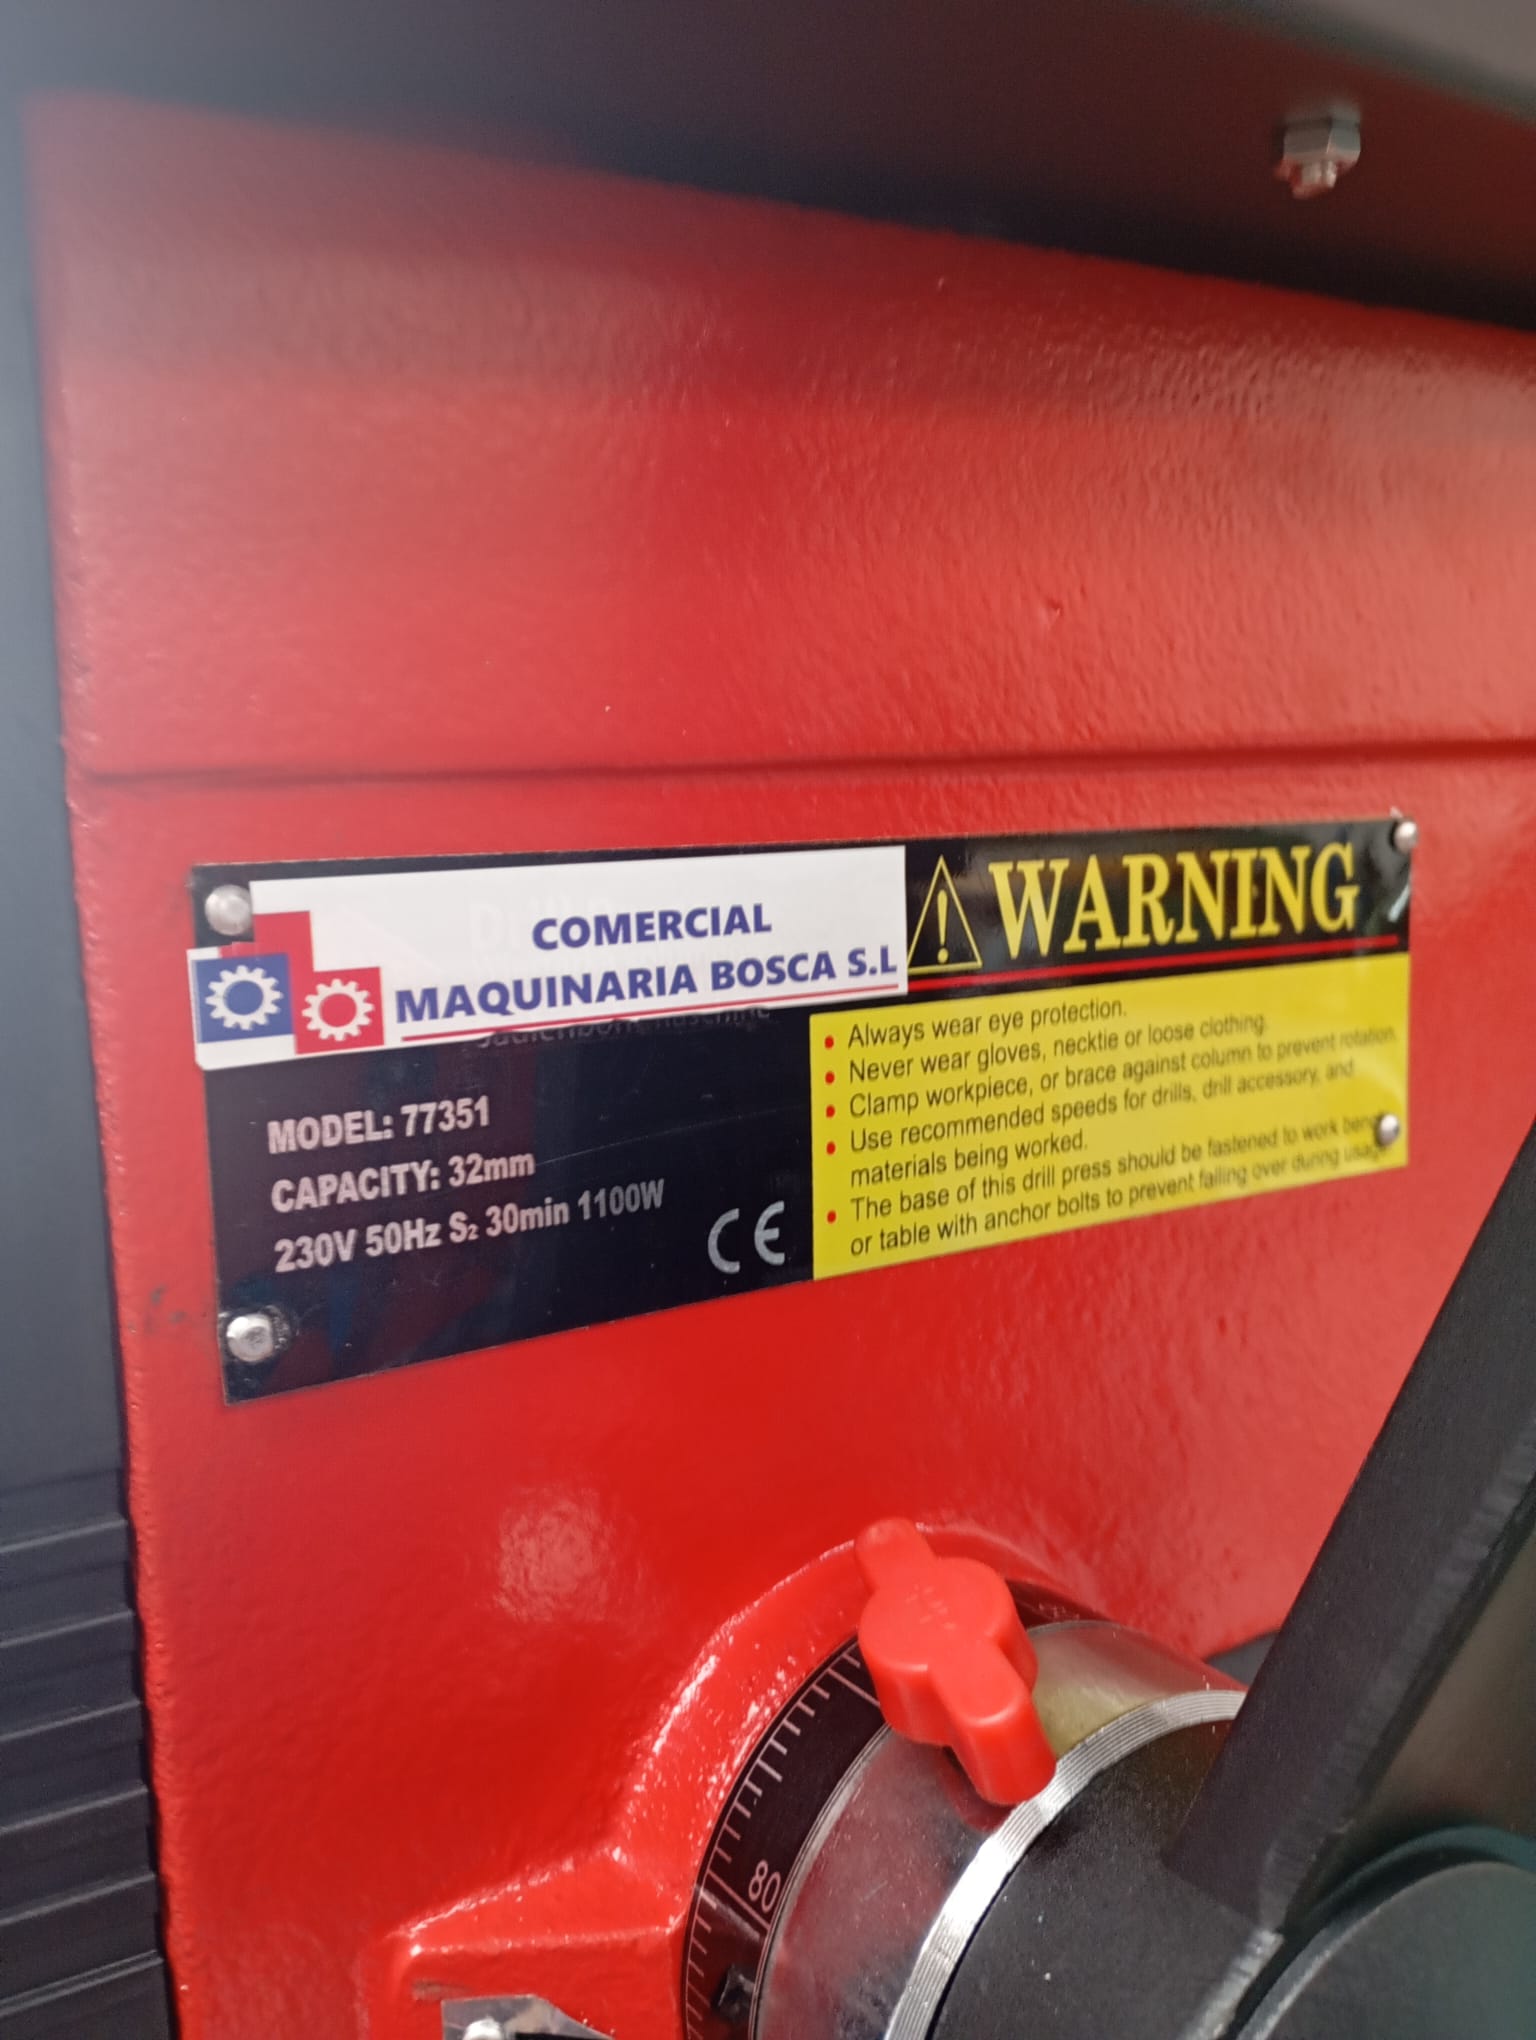 COMERCIAL
MAQUINARIA BOSCA S.L
MODEL: 77351
CAPACITY: 32mm
230V 50Hz S₂ 30min 1100W
CE
WARNING
• Always wear eye protection.
• Never wear gloves, necktie or loose clothing.
• Clamp workpiece, or brace against column to prevent rotation.
• Use recommended speeds for drills, drill accessory, and
materials being worked.
• The base of this drill press should be fastened to work bench
or table with anchor bolts to prevent falling over during usage
80